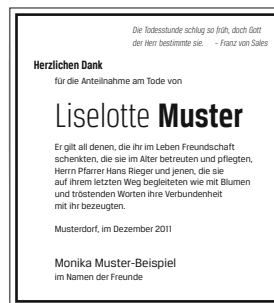 Die Todesstunde schlug so früh, doch Gott
der Herr bestimmte sie. – Franz von Sales
Herzlichen Dank
für die Anteilnahme am Tode von
Liselotte Muster
Er gilt all denen, die ihr im Leben Freundschaft
schenkten, die sie im Alter betreuten und pflegten,
Herrn Pfarrer Hans Rieger und jenen, die sie
auf ihrem letzten Weg begleiteten wie mit Blumen
und tröstenden Worten ihre Verbundenheit
mit ihr bezeugten.
Musterdorf, im Dezember 2011
Monika Muster-Beispiel
im Namen der Freunde